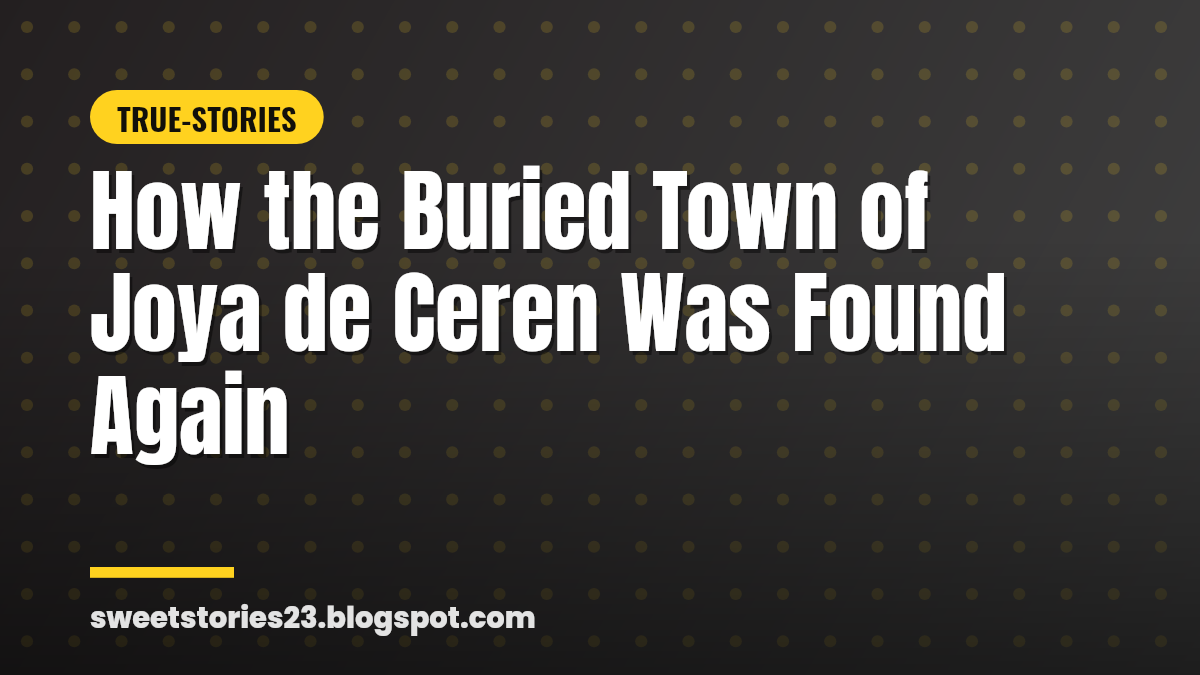 TRUE-STORIES
How the Buried Town of
Joya de Ceren Was Found
Again
sweetstories23.blogspot.com